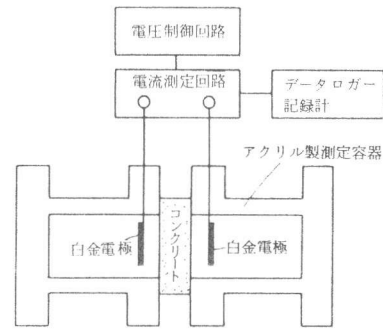 電圧制御回路
電流測定回路
データロガー
記録計
アクリル製測定容器
コンクリート
白金電極
白金電極